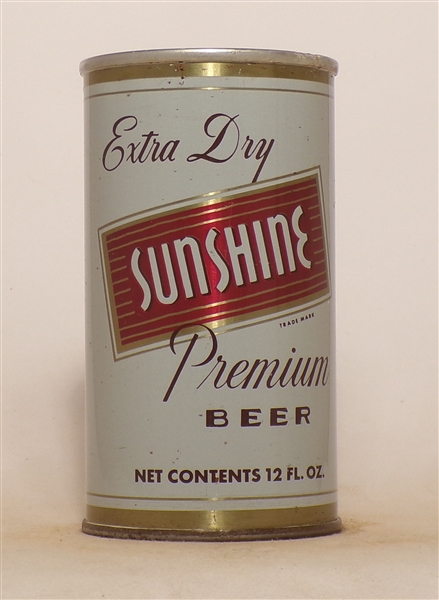 Extra Dry
SUNSHINE
TRADE MARK
Premium
BEER
NET CONTENTS 12 FL. OZ.